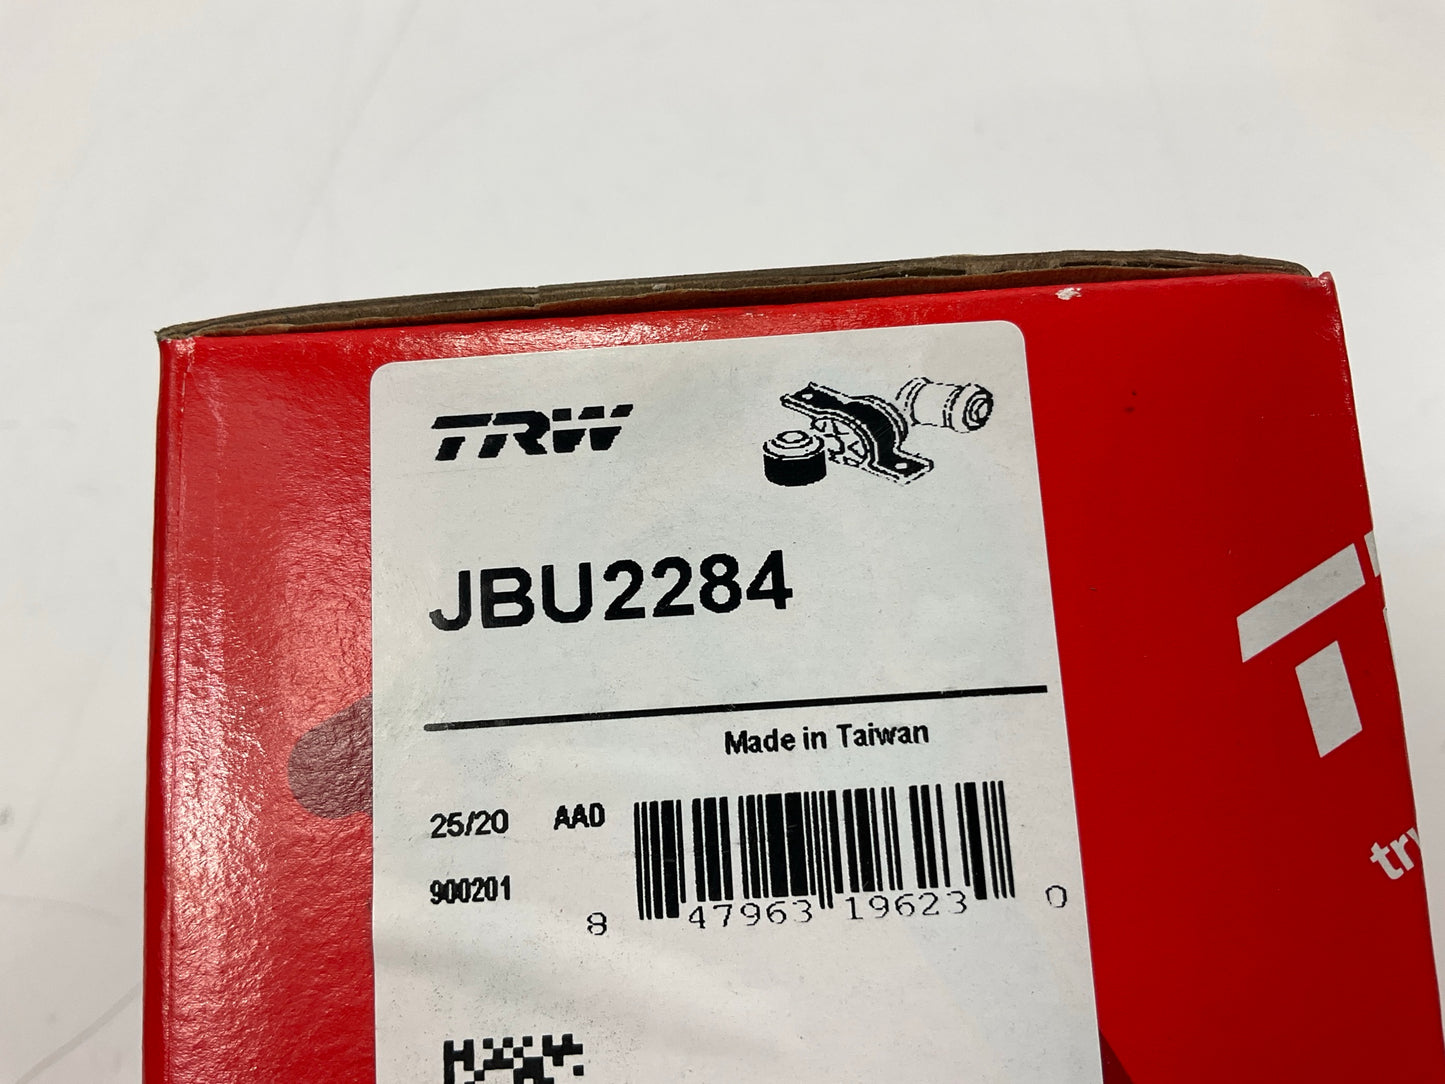 TRW
JBU2284
Made in Taiwan
25/20 AAD
900201
8 47963 19623 0